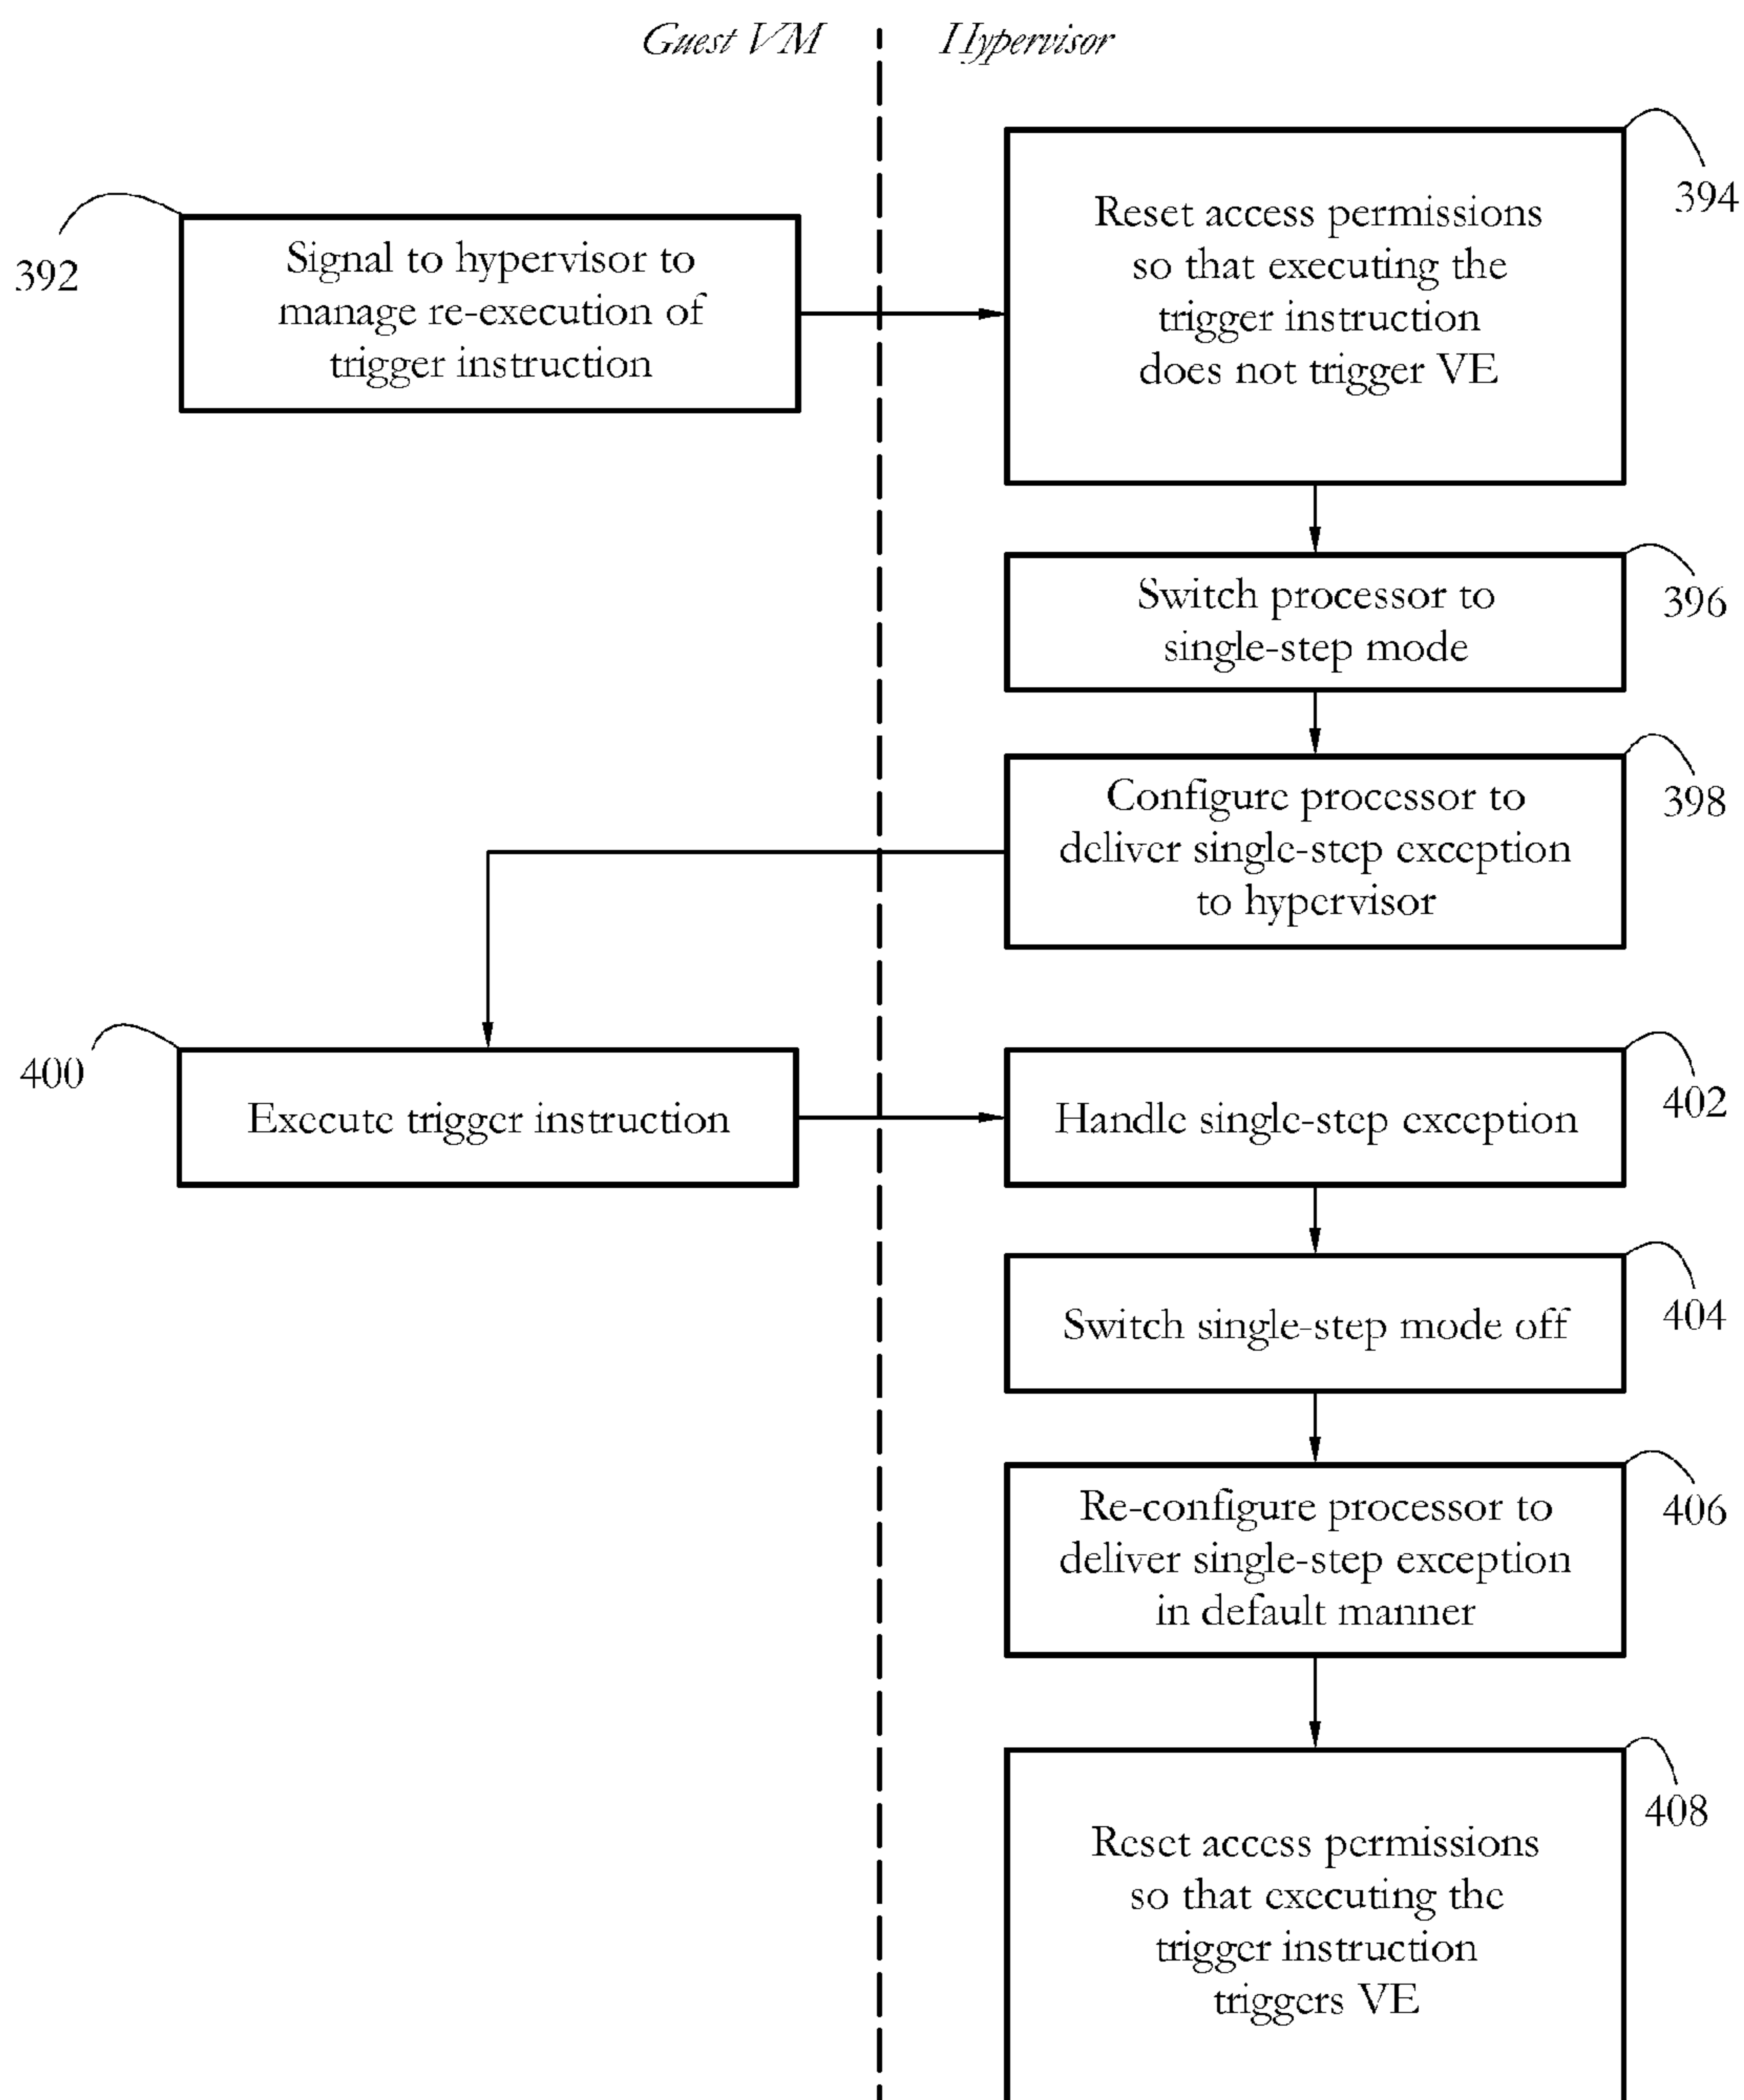 Guest VM
Hypervisor
394
Reset access permissions
so that executing the
trigger instruction
does not trigger VE
392
Signal to hypervisor to
manage re-execution of
trigger instruction
396
Switch processor to
single-step mode
398
Configure processor to
deliver single-step exception
to hypervisor
400
Execute trigger instruction
402
Handle single-step exception
404
Switch single-step mode off
406
Re-configure processor to
deliver single-step exception
in default manner
408
Reset access permissions
so that executing the
trigger instruction
triggers VE